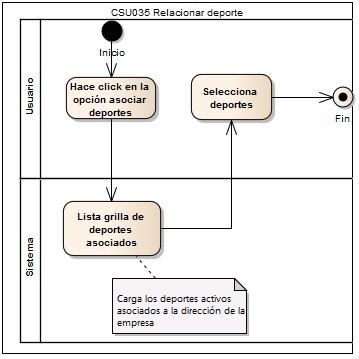 CSU035 Relacionar deporte
Usuario
Inicio
Hace click en la
opción asociar
deportes
Selecciona
deportes
Fin
Sistema
Lista grilla de
deportes
asociados
Carga los deportes activos
asociados a la dirección de la
empresa